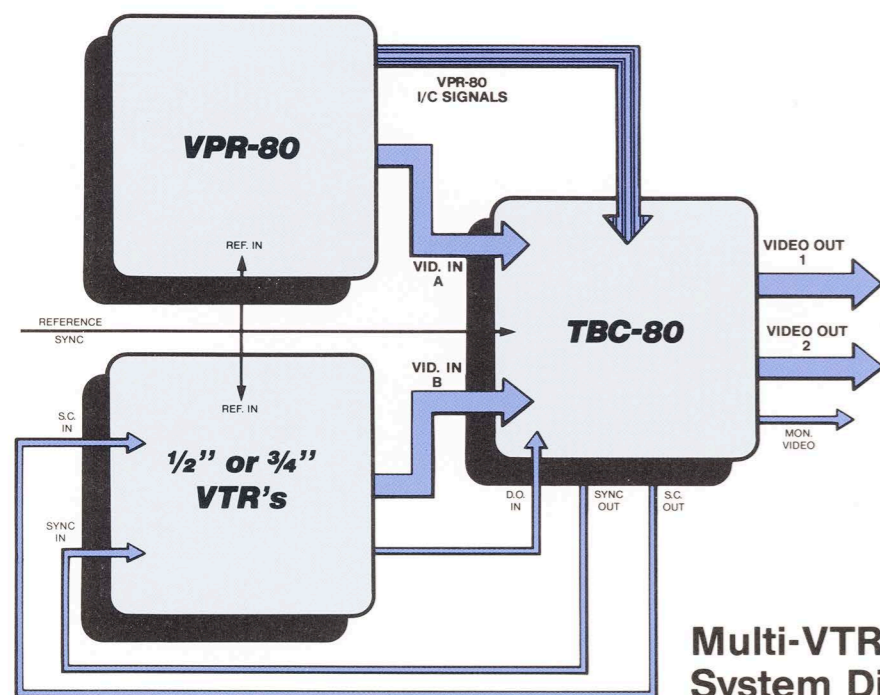 VPR-80
I/C SIGNALS
VPR-80
REF. IN
VID. IN
A
VIDEO OUT
1
REFERENCE
SYNC
TBC-80
VIDEO OUT
2
VID. IN
B
REF. IN
S.C.
IN
MON.
VIDEO
1/2" or 3/4"
VTR's
SYNC
IN
D.O.
IN
SYNC
OUT
S.C.
OUT
Multi-VTR
System Di